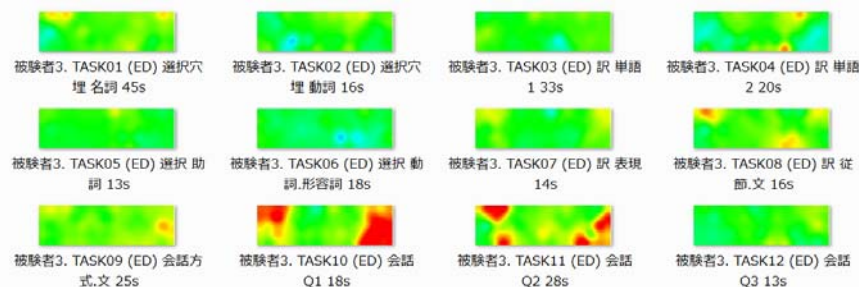 被験者3. TASK01 (ED) 選択穴
埋 名詞 45s
被験者3. TASK02 (ED) 選択穴
埋 動詞 16s
被験者3. TASK03 (ED) 訳 単語
1 33s
被験者3. TASK04 (ED) 訳 単語
2 20s
被験者3. TASK05 (ED) 選択 助
詞 13s
被験者3. TASK06 (ED) 選択 動
詞.形容詞 18s
被験者3. TASK07 (ED) 訳 表現
14s
被験者3. TASK08 (ED) 訳 従
節.文 16s
被験者3. TASK09 (ED) 会話方
式.文 25s
被験者3. TASK10 (ED) 会話
Q1 18s
被験者3. TASK11 (ED) 会話
Q2 28s
被験者3. TASK12 (ED) 会話
Q3 13s